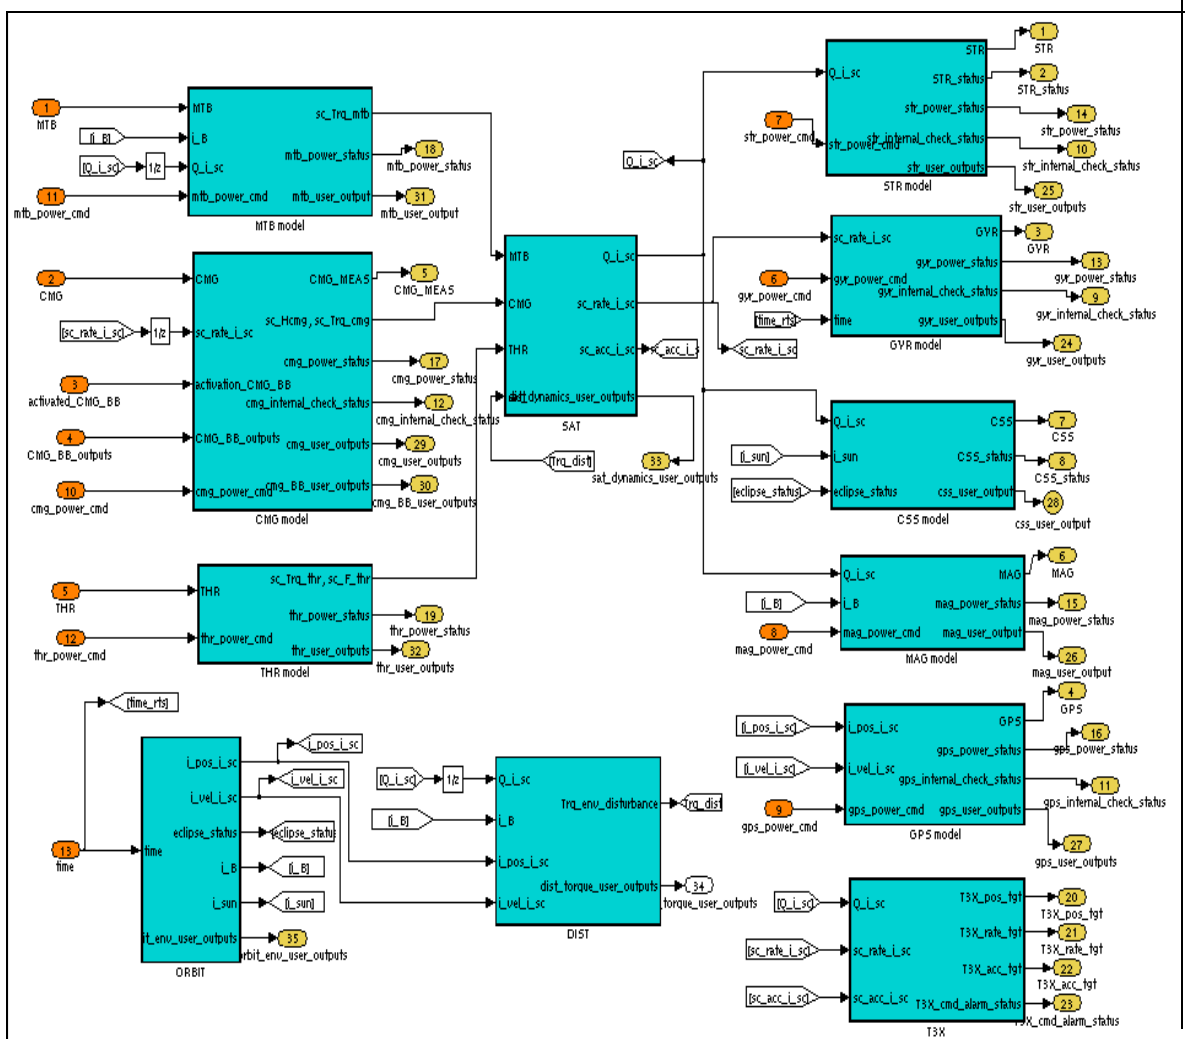 1
MTB
[i_B]
[Q_i_sc]
1/z
11
mtb_power_cmd
MTB
i_B
Q_i_sc
mtb_power_cmd
sc_Trq_mtb
mtb_power_status
mtb_user_output
MTB model
18
mtb_power_status
31
mtb_user_output
2
CMG
[sc_rate_i_sc]
1/z
3
activated_CMG_BB
4
CMG_BB_outputs
10
cmg_power_cmd
CMG
sc_rate_i_sc
activation_CMG_BB
CMG_BB_outputs
cmg_power_cmd
CMG_MEAS
sc_Hcmg, sc_Trq_cmg
cmg_power_status
cmg_internal_check_status
cmg_user_outputs
cmg_BB_user_outputs
CMG model
5
CMG_MEAS
17
cmg_power_status
12
cmg_internal_check_status
29
cmg_user_outputs
30
cmg_BB_user_outputs
5
THR
12
thr_power_cmd
THR
thr_power_cmd
sc_Trq_thr, sc_F_thr
thr_power_status
thr_user_outputs
THR model
19
thr_power_status
32
thr_user_outputs
[time_rts]
13
time
time
i_pos_i_sc
i_vel_i_sc
eclipse_status
i_B
i_sun
it_env_user_outputs
ORBIT
i_pos_i_sc
i_vel_i_sc
[eclipse_status
[i_B]
[i_sun]
35
orbit_env_user_outputs
MTB
CMG
THR
Q_i_sc
sc_rate_i_sc
sc_acc_i_sc
sat_dynamics_user_outputs
SAT
Q_i_sc
sc_acc_i_s
sc_rate_i_sc
[Trq_dist]
33
sat_dynamics_user_outputs
[Q_i_sc]
1/z
[i_B]
Q_i_sc
i_B
i_pos_i_sc
i_vel_i_sc
Trq_env_disturbance
dist_torque_user_outputs
DIST
Trq_dist
34
_torque_user_outputs
7
str_power_cmd
Q_i_sc
str_power_cmd
STR
STR_status
str_power_status
str_internal_check_status
str_user_outputs
STR model
1
STR
2
STR_status
14
str_power_status
10
str_internal_check_status
25
str_user_outputs
6
gyr_power_cmd
[time_rts]
sc_rate_i_sc
gyr_power_cmd
time
GYR
gyr_power_status
gyr_internal_check_status
gyr_user_outputs
GYR model
3
GYR
13
gyr_power_status
9
gyr_internal_check_status
24
gyr_user_outputs
[i_sun]
[eclipse_status]
Q_i_sc
i_sun
eclipse_status
CSS
CSS_status
css_user_output
CSS model
7
CSS
8
CSS_status
28
css_user_output
[i_B]
8
mag_power_cmd
Q_i_sc
i_B
mag_power_cmd
MAG
mag_power_status
mag_user_output
MAG model
6
MAG
15
mag_power_status
26
mag_user_output
[i_pos_i_sc]
[i_vel_i_sc]
9
gps_power_cmd
i_pos_i_sc
i_vel_i_sc
gps_power_cmd
GPS
gps_power_status
gps_internal_check_status
gps_user_outputs
GPS model
4
GPS
16
gps_power_status
11
gps_internal_check_status
27
gps_user_outputs
[Q_i_sc]
[sc_rate_i_sc]
[sc_acc_i_sc]
Q_i_sc
sc_rate_i_sc
sc_acc_i_sc
T3X_pos_tgt
T3X_rate_tgt
T3X_acc_tgt
T3X_cmd_alarm_status
T3X
20
T3X_pos_tgt
21
T3X_rate_tgt
22
T3X_acc_tgt
23
T3X_cmd_alarm_status